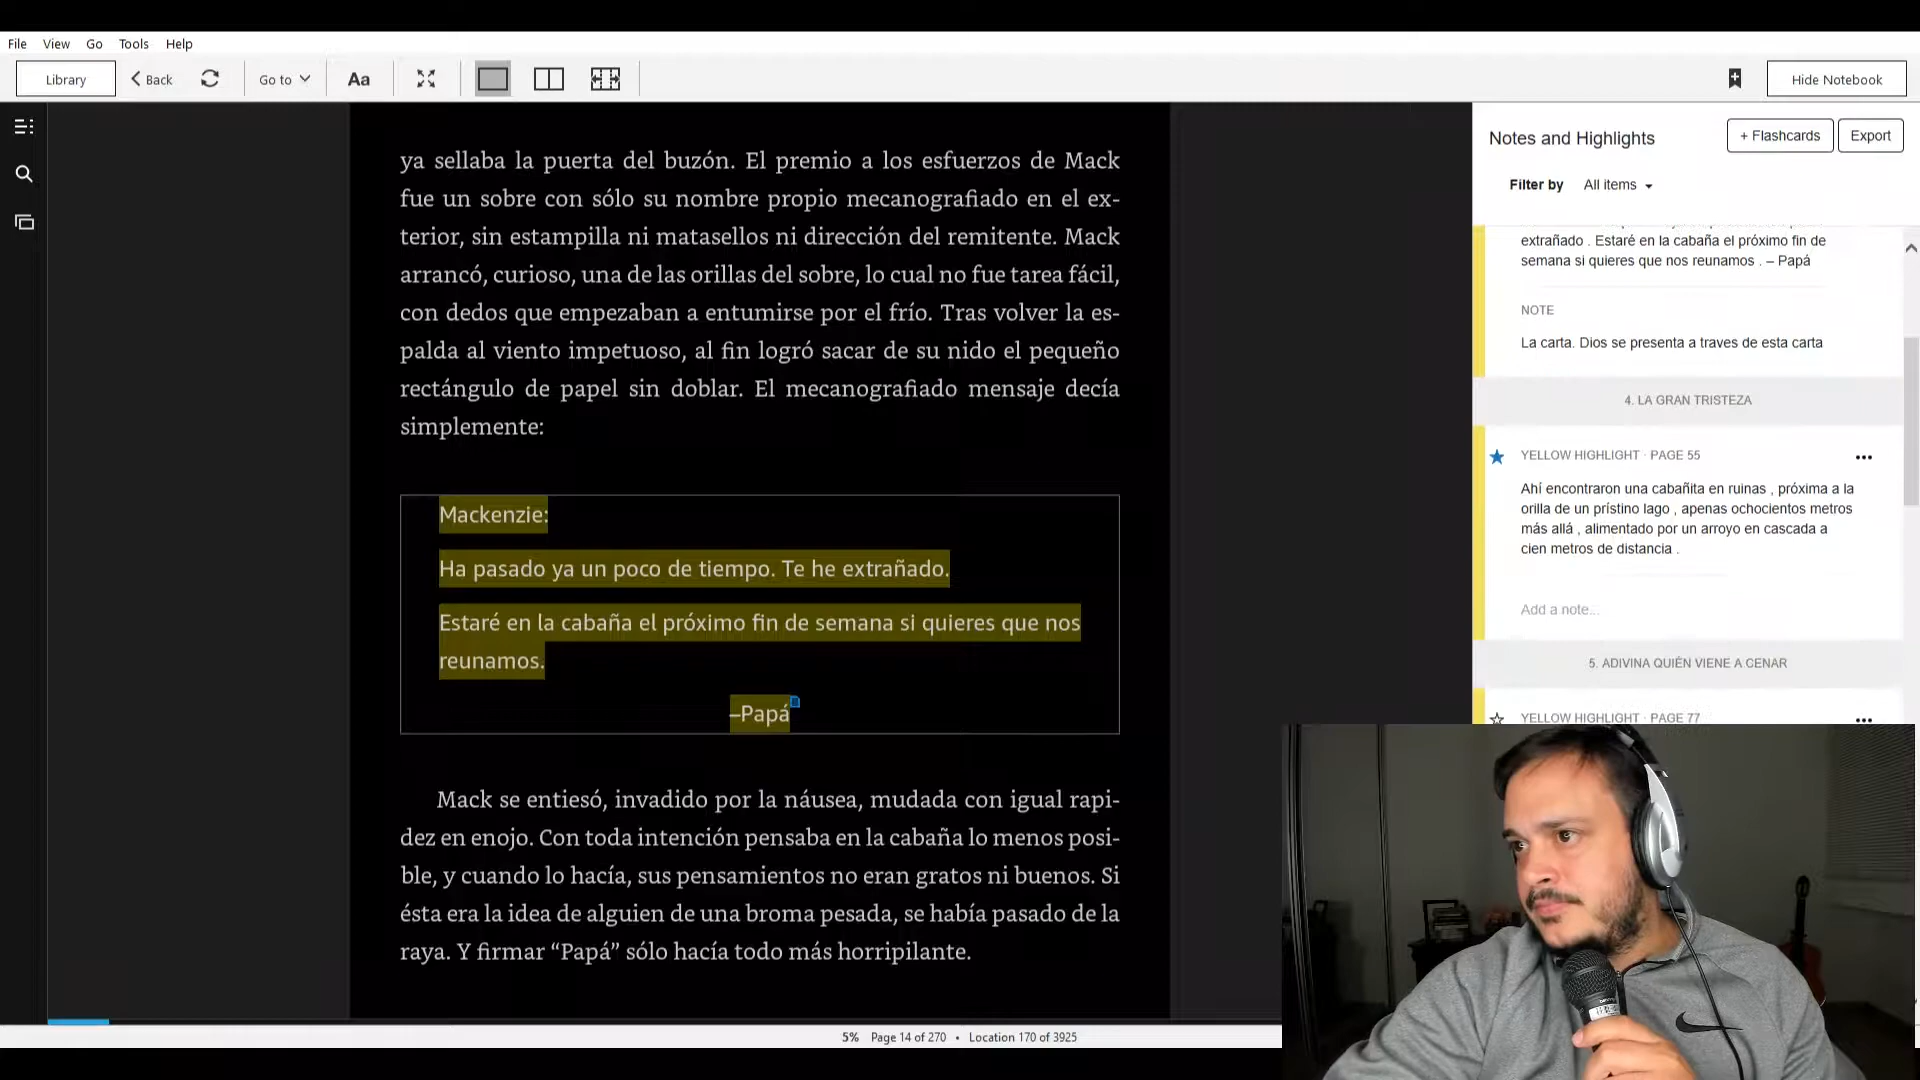 File View Go Tools Help
Library Back Go to Aa Hide Notebook
ya sellaba la puerta del buzón. El premio a los esfuerzos de Mack
fue un sobre con sólo su nombre propio mecanografiado en el ex-
terior, sin estampilla ni matasellos ni dirección del remitente. Mack
arrancó, curioso, una de las orillas del sobre, lo cual no fue tarea fácil,
con dedos que empezaban a entumirse por el frío. Tras volver la es-
palda al viento impetuoso, al fin logró sacar de su nido el pequeño
rectángulo de papel sin doblar. El mecanografiado mensaje decía
simplemente:
Mackenzie:
Ha pasado ya un poco de tiempo. Te he extrañado.
Estaré en la cabaña el próximo fin de semana si quieres que nos
reunamos.
–Papá
Mack se entiesó, invadido por la náusea, mudada con igual rapi-
dez en enojo. Con toda intención pensaba en la cabaña lo menos posi-
ble, y cuando lo hacía, sus pensamientos no eran gratos ni buenos. Si
ésta era la idea de alguien de una broma pesada, se había pasado de la
raya. Y firmar “Papá” sólo hacía todo más horripilante.
5% Page 14 of 270 • Location 170 of 3925
Notes and Highlights
+ Flashcards
Export
Filter by All items
extrañado . Estaré en la cabaña el próximo fin de
semana si quieres que nos reunamos . – Papá
NOTE
La carta. Dios se presenta a traves de esta carta
4. LA GRAN TRISTEZA
YELLOW HIGHLIGHT · PAGE 55
Ahí encontraron una cabañita en ruinas , próxima a la
orilla de un prístino lago , apenas ochocientos metros
más allá , alimentado por un arroyo en cascada a
cien metros de distancia .
Add a note...
5. ADIVINA QUIÉN VIENE A CENAR
YELLOW HIGHLIGHT · PAGE 77